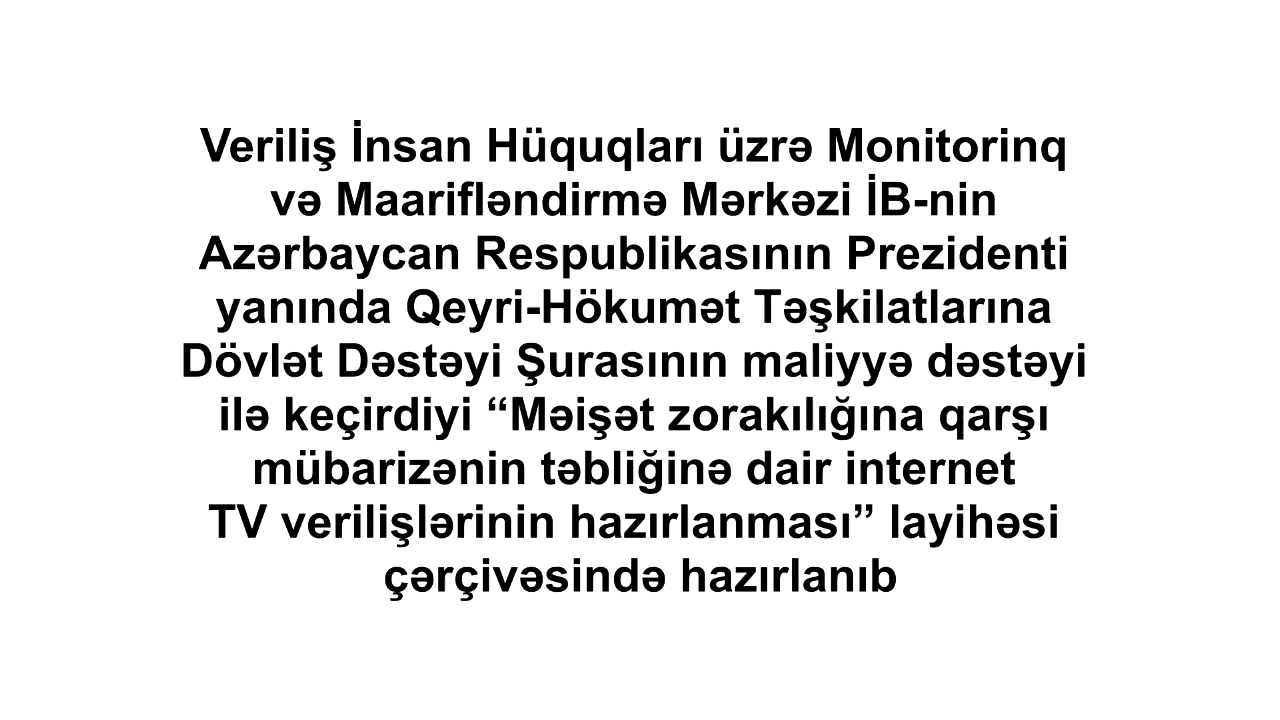 Veriliş İnsan Hüquqları üzrə Monitorinq
və Maarifləndirmə Mərkəzi İB-nin
Azərbaycan Respublikasının Prezidenti
yanında Qeyri-Hökumət Təşkilatlarına
Dövlət Dəstəyi Şurasının maliyyə dəstəyi
ilə keçirdiyi “Məişət zorakılığına qarşı
mübarizənin təbliğinə dair internet
TV verilişlərinin hazırlanması” layihəsi
çərçivəsində hazırlanıb